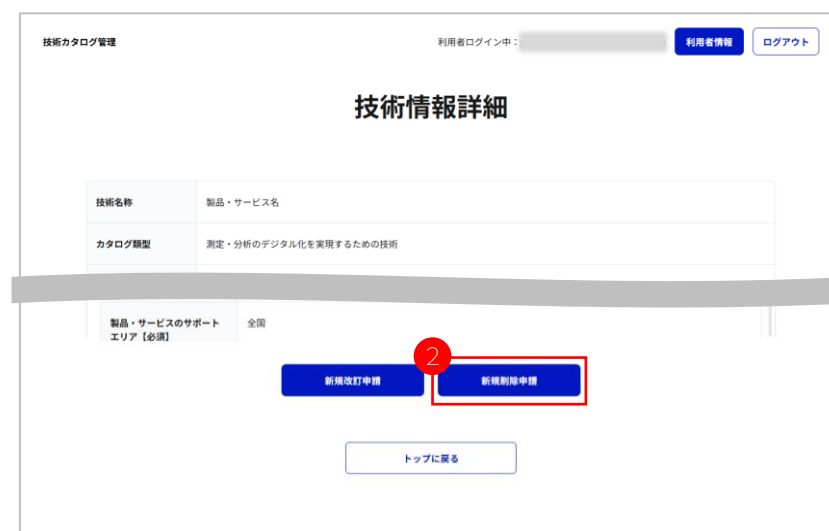 技術カタログ管理
利用者ログイン中：
利用者情報
ログアウト
技術情報詳細
技術名称
製品・サービス名
カタログ類型
測定・分析のデジタル化を実現するための技術
製品・サービスのサポート
エリア【必須】
全国
2
新規改訂申請
新規削除申請
トップに戻る